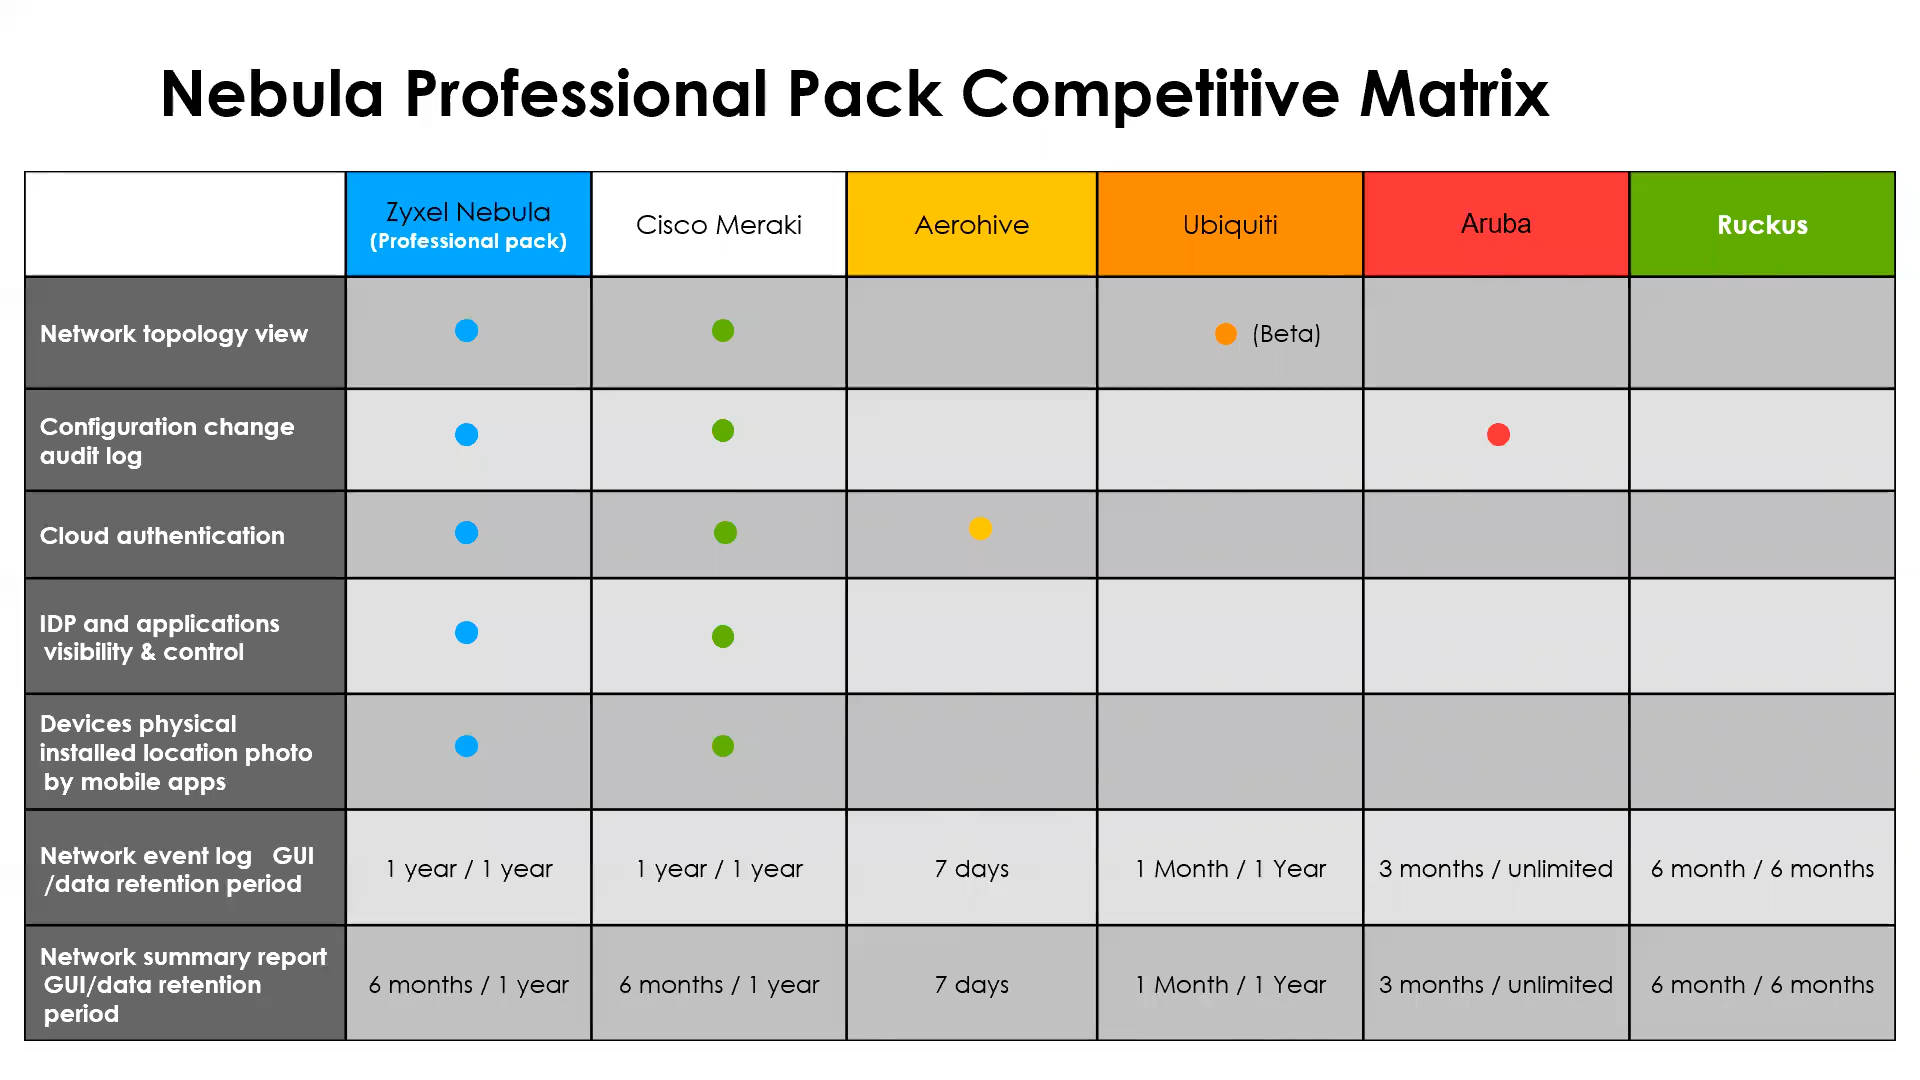 Nebula Professional Pack Competitive Matrix
Zyxel Nebula
(Professional pack)
Cisco Meraki
Aerohive
Ubiquiti
Aruba
Ruckus
Network topology view
(Beta)
Configuration change
audit log
Cloud authentication
IDP and applications
visibility & control
Devices physical
installed location photo
by mobile apps
Network event log GUI
/data retention period
1 year / 1 year
1 year / 1 year
7 days
1 Month / 1 Year
3 months / unlimited
6 month / 6 months
Network summary report
GUI/data retention
period
6 months / 1 year
6 months / 1 year
7 days
1 Month / 1 Year
3 months / unlimited
6 month / 6 months